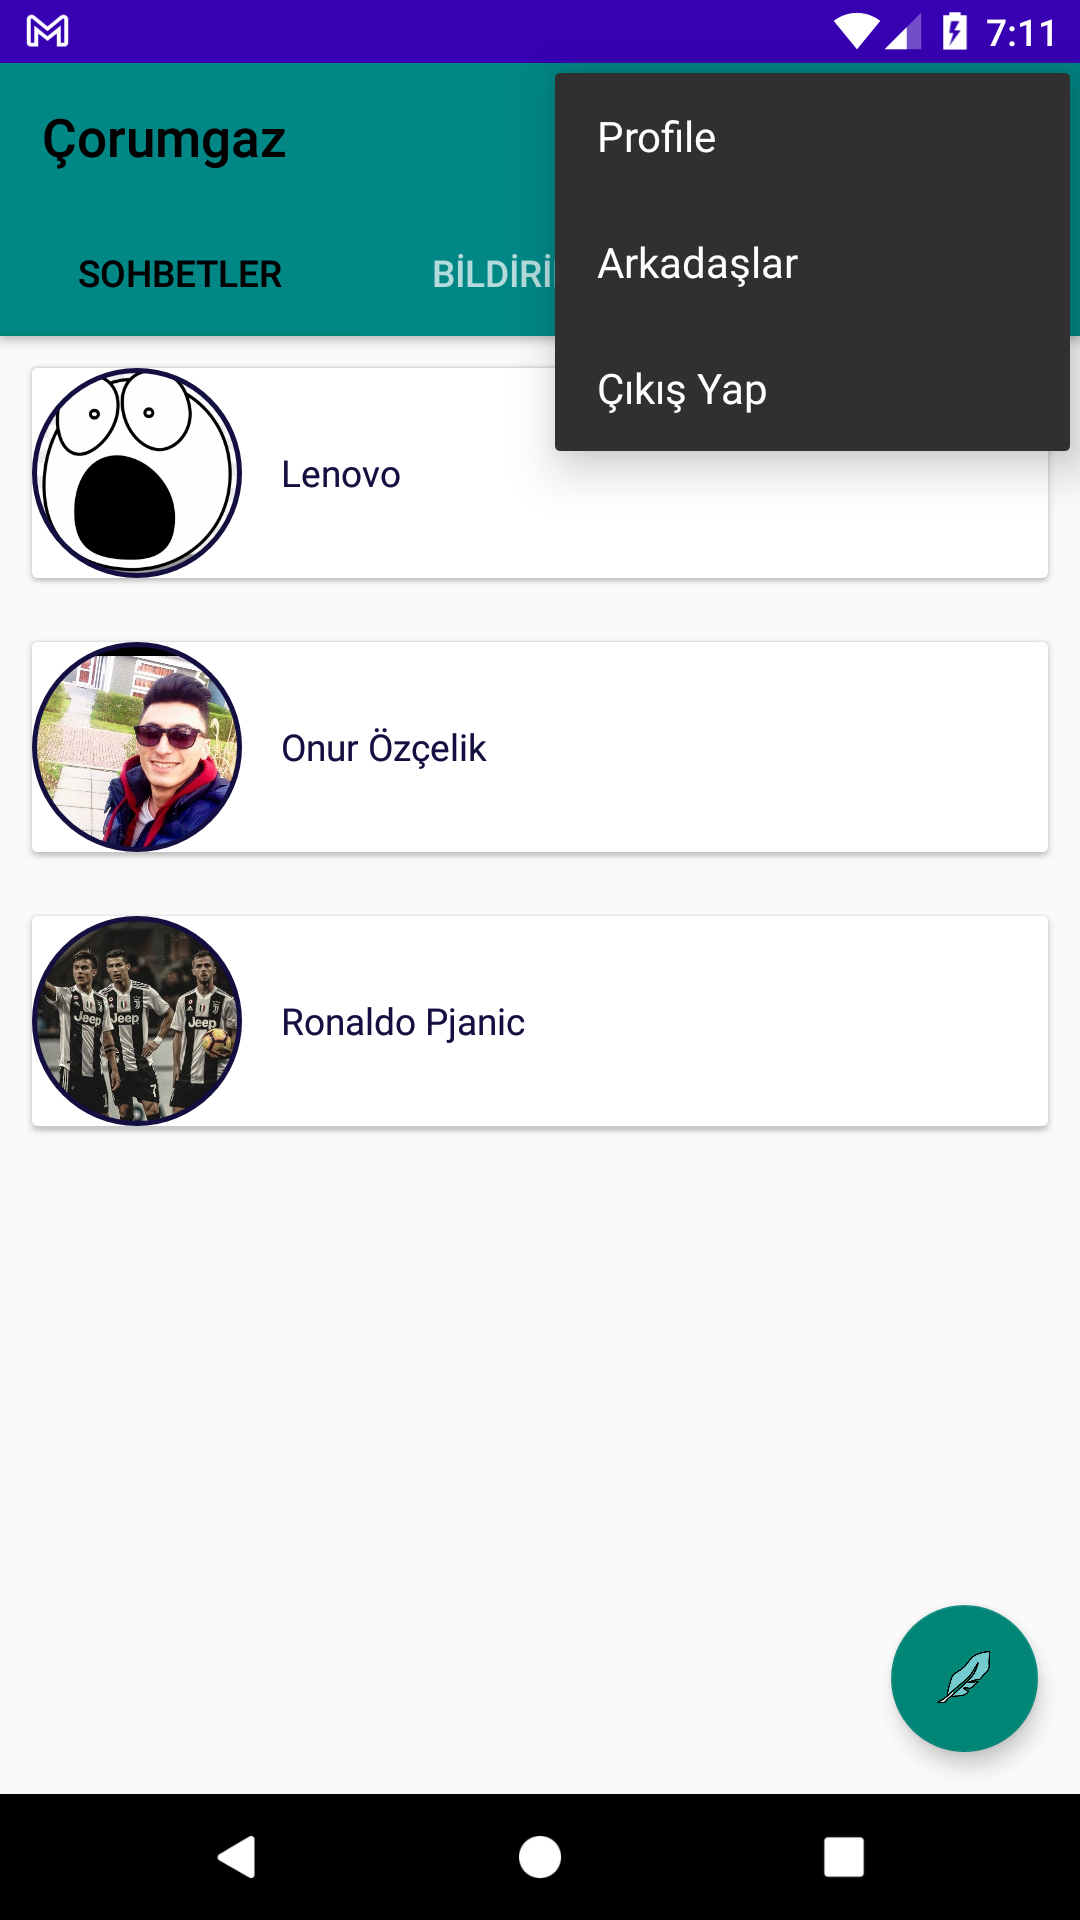 7:11
Çorumgaz
Profile
Arkadaşlar
Çıkış Yap
SOHBETLER
BİLDİRİ
Lenovo
Onur Özçelik
Ronaldo Pjanic
Jeep
Jeep
Jeep
7